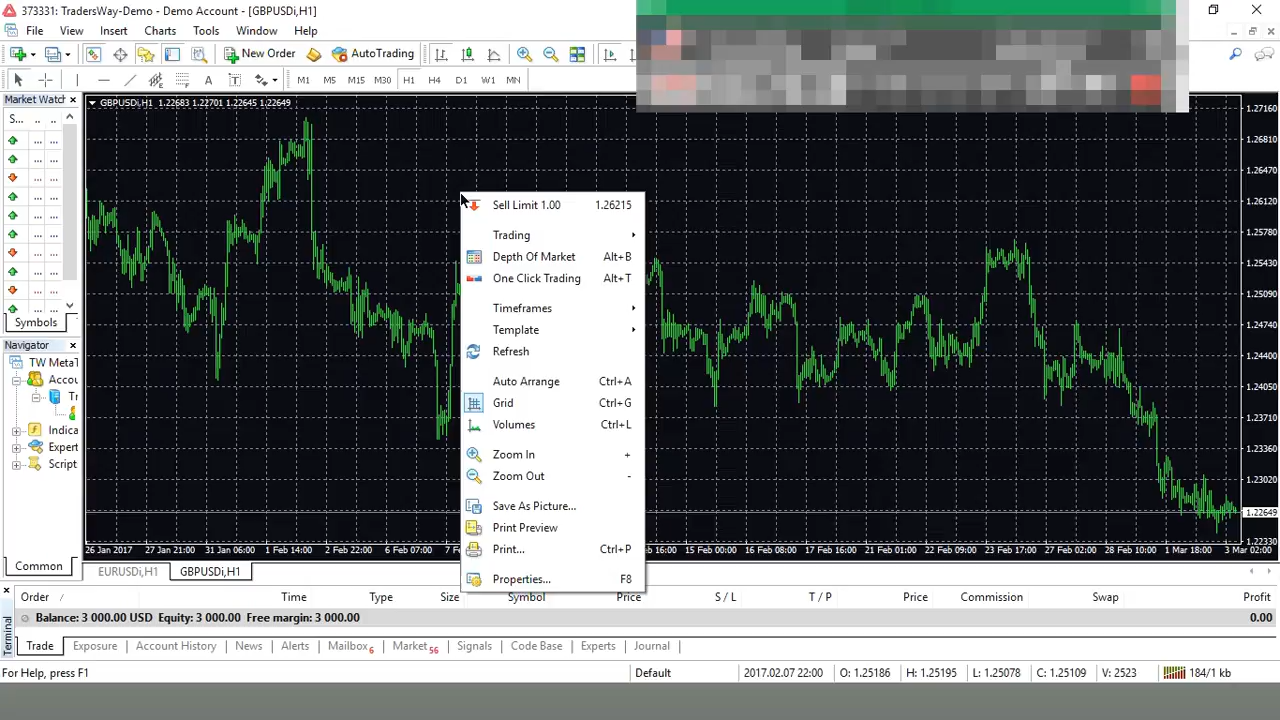 373331: TradersWay-Demo - Demo Account - [GBPUSDi,H1]
File View Insert Charts Tools Window Help
New Order AutoTrading
A T M1 M5 M15 M30 H1 H4 D1 W1 MN
Market Watch
S... .. ..
GBPUSDi,H1 1.22683 1.22701 1.22645 1.22649
1.27160
1.26810
1.26470
1.26120
1.25780
1.25430
1.25090
1.24740
1.24400
1.24050
1.23710
1.23360
1.23020
1.22649
1.22330
Symbols
Navigator
TW MetaT
Accou
Tr
Indica
Expert
Script
Common
Sell Limit 1.00 1.26215
Trading
Depth Of Market Alt+B
One Click Trading Alt+T
Timeframes
Template
Refresh
Auto Arrange Ctrl+A
Grid Ctrl+G
Volumes Ctrl+L
Zoom In +
Zoom Out -
Save As Picture...
Print Preview
Print... Ctrl+P
Properties... F8
26 Jan 2017 27 Jan 21:00 31 Jan 06:00 1 Feb 14:00 2 Feb 22:00 6 Feb 07:00 7 Fe 16:00 15 Feb 00:00 16 Feb 08:00 17 Feb 16:00 21 Feb 01:00 22 Feb 09:00 23 Feb 17:00 27 Feb 02:00 28 Feb 10:00 1 Mar 18:00 3 Mar 02:00
EURUSDi,H1 GBPUSDi,H1
Order / Time Type Size Symbol Price S / L T / P Price Commission Swap Profit
Balance: 3 000.00 USD Equity: 3 000.00 Free margin: 3 000.00 0.00
Terminal
Trade Exposure Account History News Alerts Mailbox 6 Market 56 Signals Code Base Experts Journal
For Help, press F1 Default 2017.02.07 22:00 O: 1.25186 H: 1.25195 L: 1.25078 C: 1.25109 V: 2523 184/1 kb